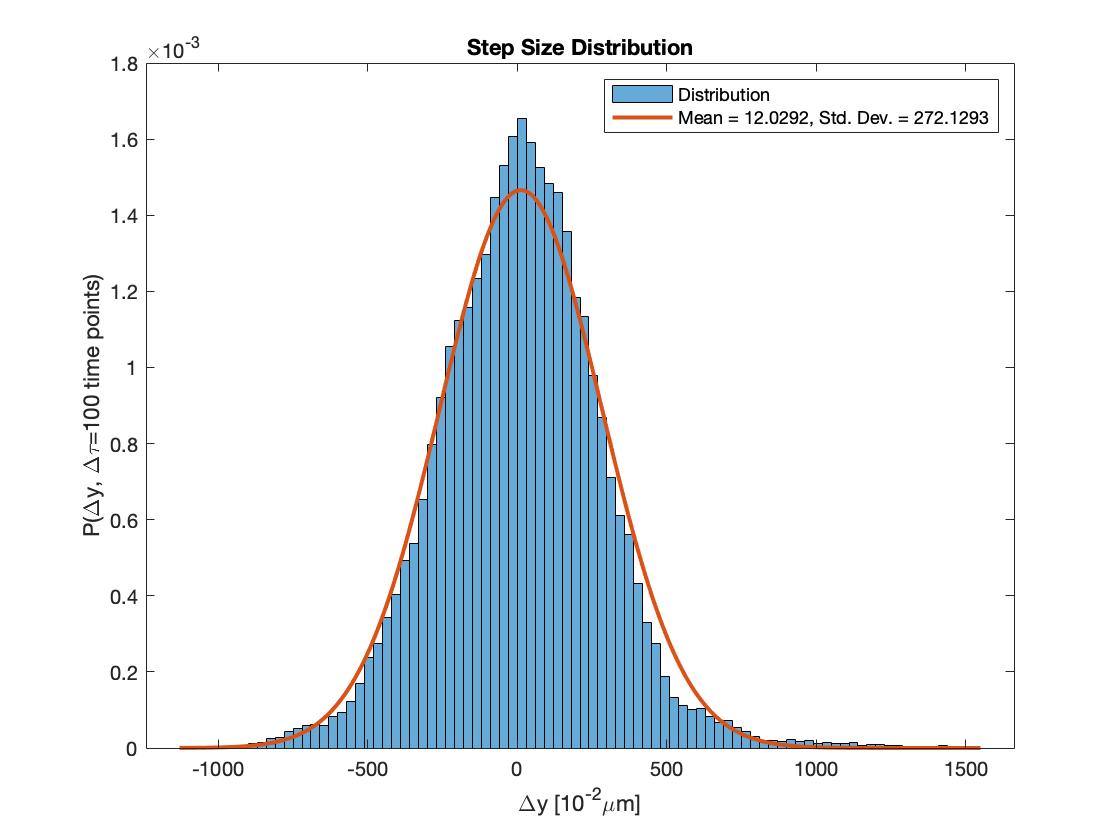 Step Size Distribution
×10⁻³
1.8
1.6
1.4
1.2
1
0.8
0.6
0.4
0.2
0
P(Δy, Δτ=100 time points)
Distribution
Mean = 12.0292, Std. Dev. = 272.1293
-1000 -500 0 500 1000 1500
Δy [10⁻²μm]